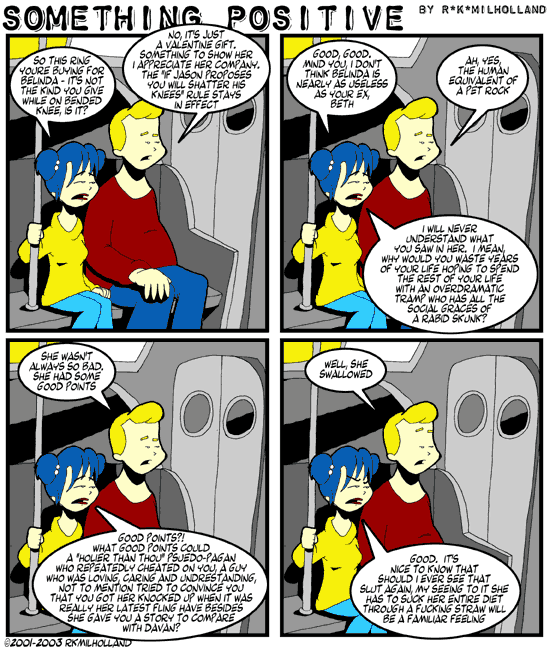 SOMETHING POSITIVE
BY R*K*MILHOLLAND
SO THIS RING
YOU'RE BUYING FOR
BELINDA - IT'S NOT
THE KIND YOU GIVE
WHILE ON BENDED
KNEE, IS IT?
NO, IT'S JUST
A VALENTINE GIFT.
SOMETHING TO SHOW HER
I APPRECIATE HER COMPANY.
THE "IF JASON PROPOSES
YOU WILL SHATTER HIS
KNEES" RULE STAYS
IN EFFECT
GOOD, GOOD.
MIND YOU, I DON'T
THINK BELINDA IS
NEARLY AS USELESS
AS YOUR EX,
BETH
AH, YES,
THE HUMAN
EQUIVALENT OF
A PET ROCK
I WILL NEVER
UNDERSTAND WHAT
YOU SAW IN HER. I MEAN,
WHY WOULD YOU WASTE YEARS
OF YOUR LIFE HOPING TO SPEND
THE REST OF YOUR LIFE
WITH AN OVERDRAMATIC
TRAMP WHO HAS ALL THE
SOCIAL GRACES OF
A RABID SKUNK?
SHE WASN'T
ALWAYS SO BAD.
SHE HAD SOME
GOOD POINTS
GOOD POINTS?!
WHAT GOOD POINTS COULD
A "HOLIER THAN THOU" PSUEDO-PAGAN
WHO REPEATEDLY CHEATED ON YOU, A GUY
WHO WAS LOVING, CARING AND UNDRESTANDING,
NOT TO MENTION TRIED TO CONVINCE YOU
THAT YOU GOT HER KNOCKED UP WHEN IT WAS
REALLY HER LATEST FLING HAVE BESIDES
SHE GAVE YOU A STORY TO COMPARE
WITH DAVAN?
WELL, SHE
SWALLOWED
GOOD. IT'S
NICE TO KNOW THAT
SHOULD I EVER SEE THAT
SLUT AGAIN, MY SEEING TO IT SHE
HAS TO SUCK HER ENTIRE DIET
THROUGH A FUCKING STRAW WILL
BE A FAMILIAR FEELING
©2001-2003 RKMILHOLLAND